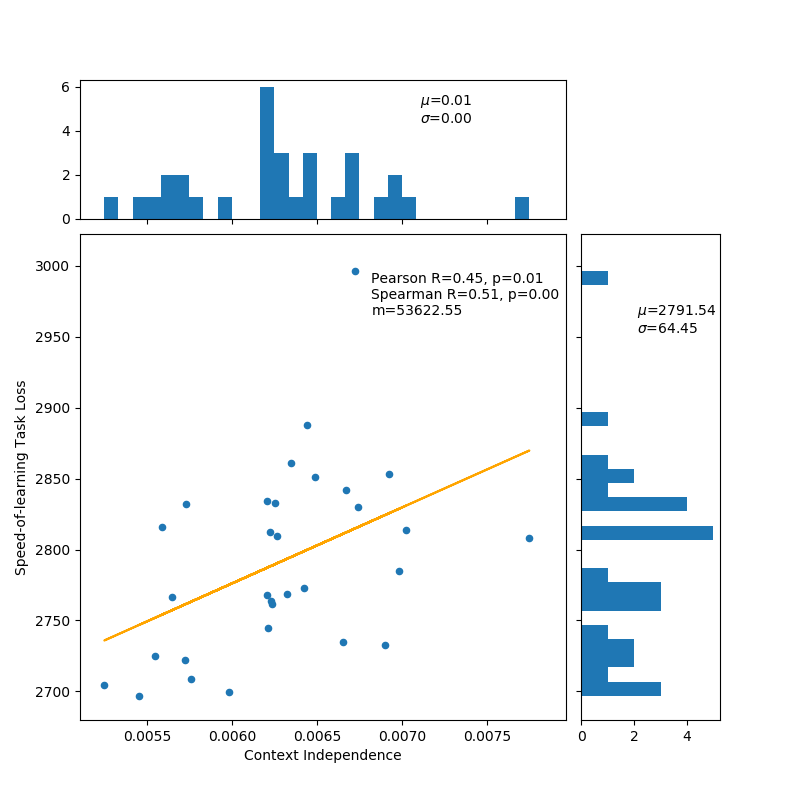 6
4
2
0
μ=0.01
σ=0.00
3000
2950
2900
2850
2800
2750
2700
Speed-of-learning Task Loss
Pearson R=0.45, p=0.01
Spearman R=0.51, p=0.00
m=53622.55
0.0055 0.0060 0.0065 0.0070 0.0075
Context Independence
μ=2791.54
σ=64.45
0 2 4